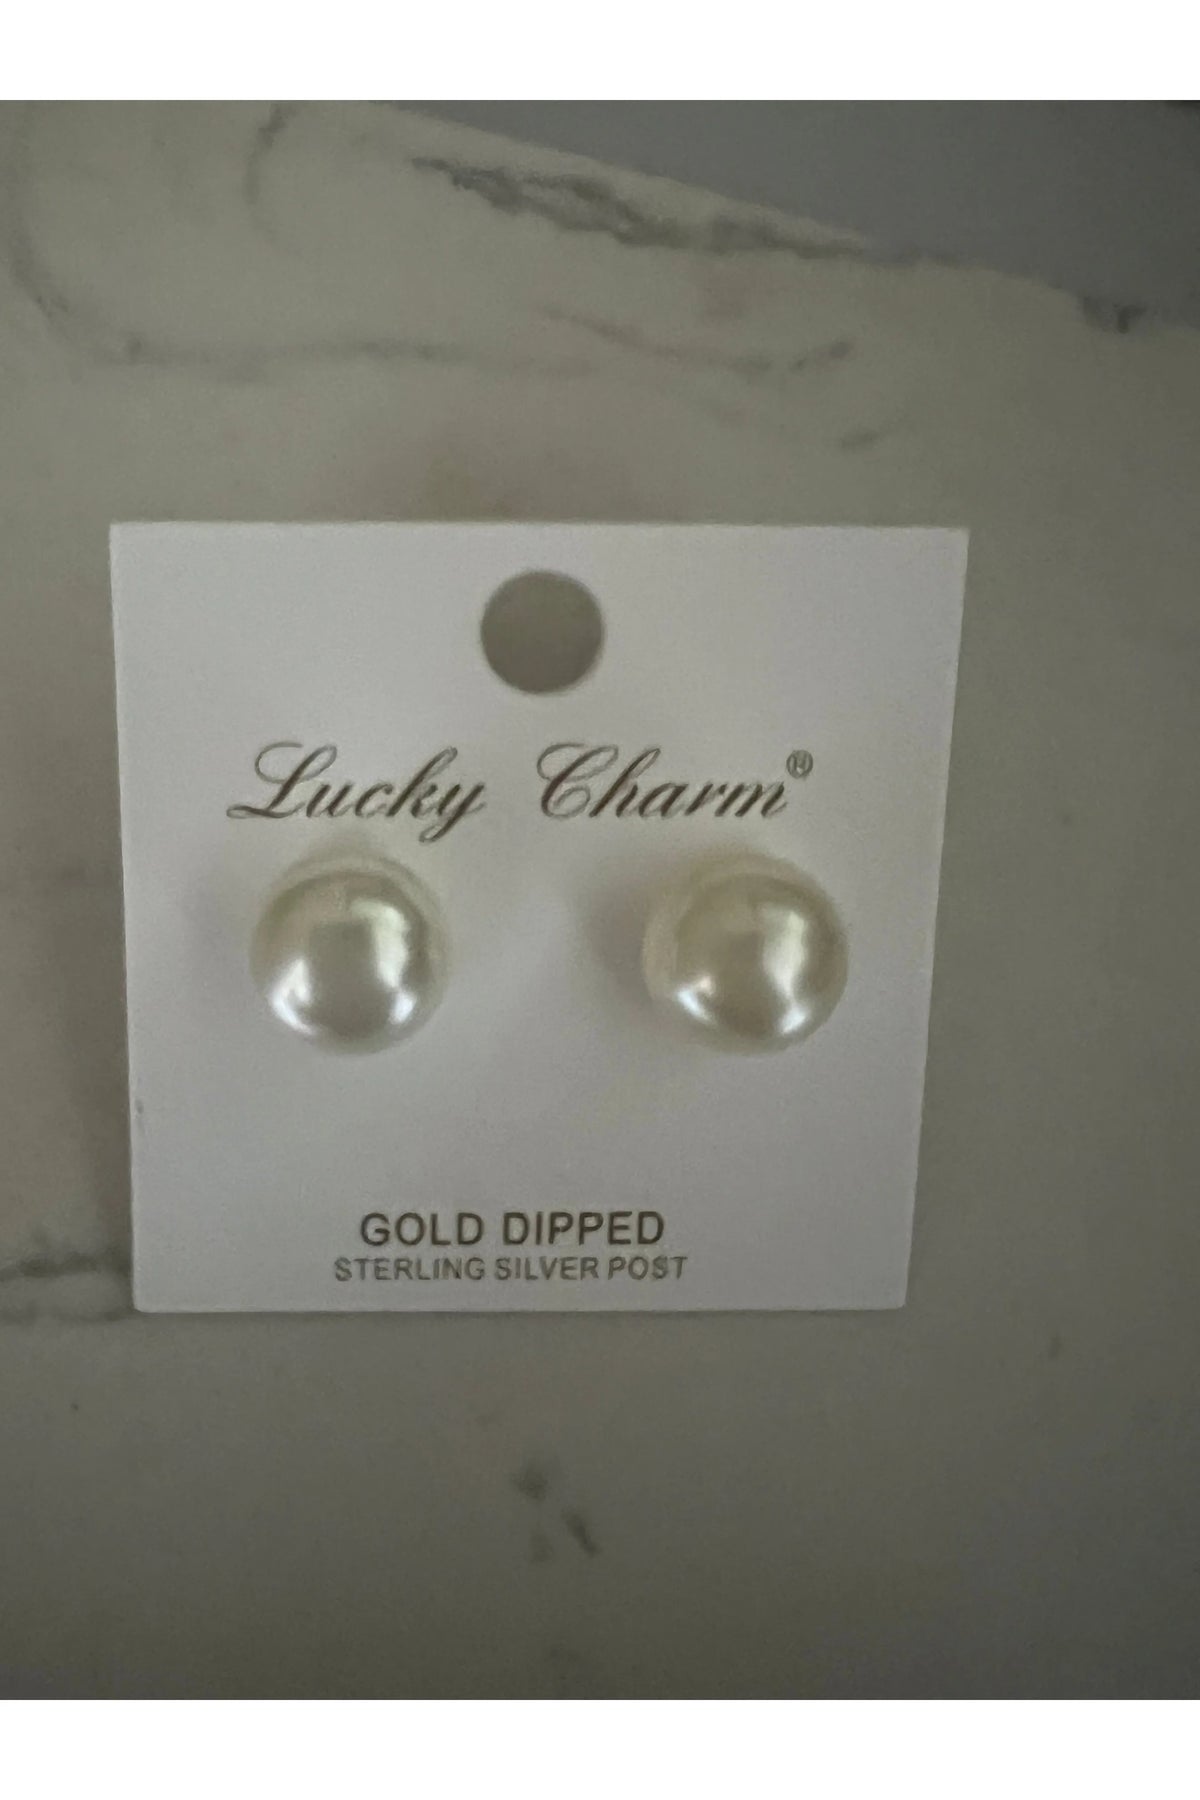 Lucky Charm®
GOLD DIPPED
STERLING SILVER POST